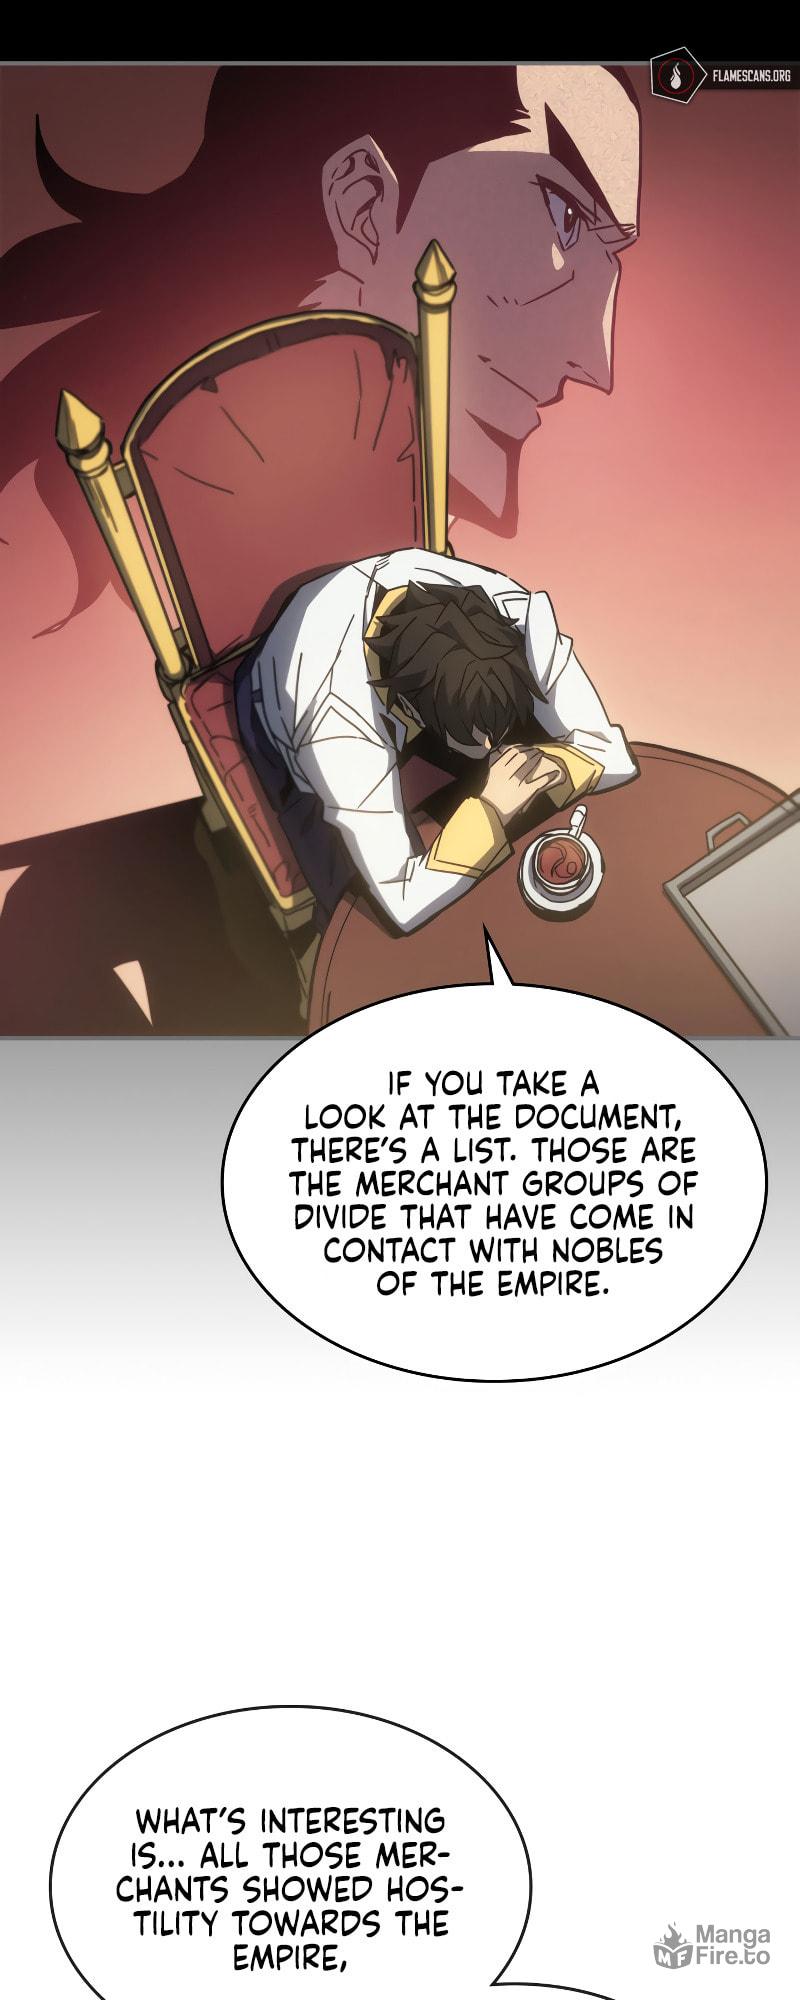 FLAMESCANS.ORG
IF YOU TAKE A
LOOK AT THE DOCUMENT,
THERE'S A LIST. THOSE ARE
THE MERCHANT GROUPS OF
DIVIDE THAT HAVE COME IN
CONTACT WITH NOBLES
OF THE EMPIRE.
WHAT'S INTERESTING
IS... ALL THOSE MER-
CHANTS SHOWED HOS-
TILITY TOWARDS THE
EMPIRE,
Manga
MF Fire.to